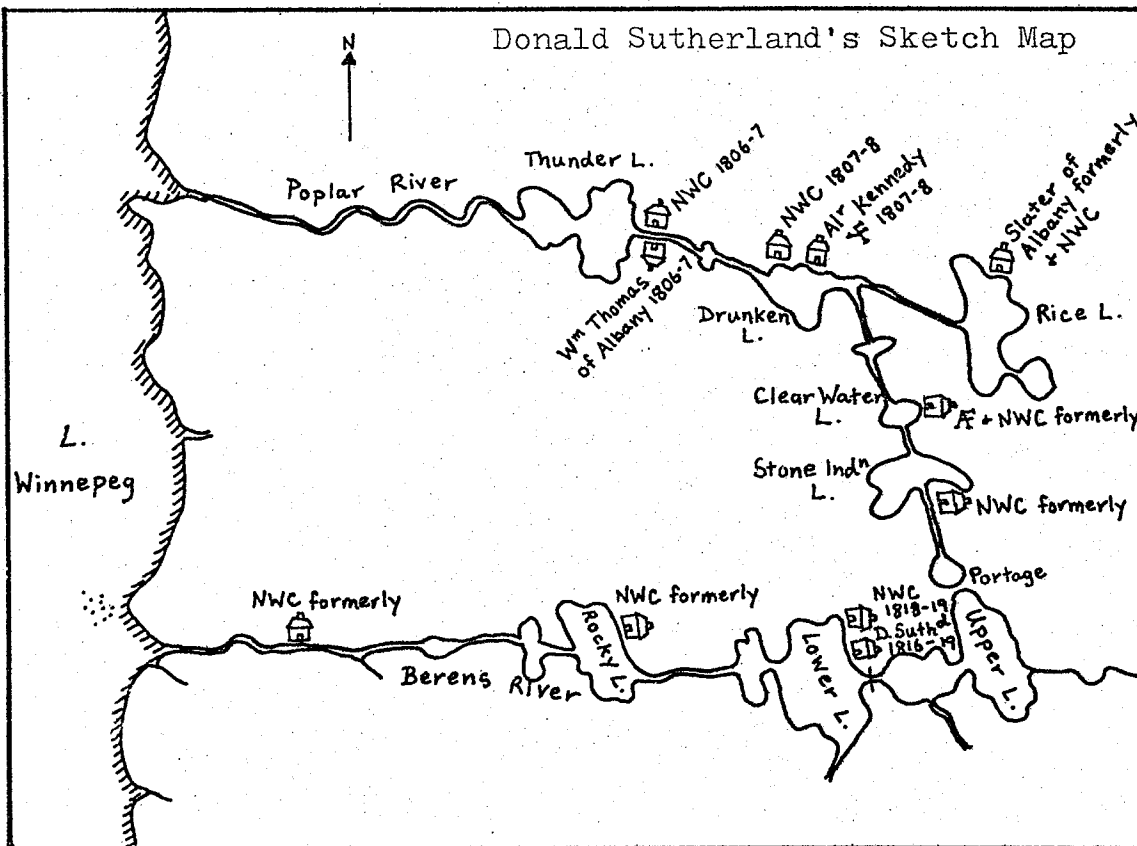 Donald Sutherland's Sketch Map
N
Thunder L.
NWC 1806-7
NWC 1807-8
Alr Kennedy
YF 1807-8
Slater of
Albany formerly
+ NWC
Poplar River
Wm Thomas
of Albany 1806-7
Drunken
L.
Rice L.
Clear Water
L.
+ NWC formerly
L.
Winnepeg
Stone Indn
L.
NWC formerly
Portage
NWC formerly
NWC formerly
NWC
1818-19
D. Suthd
1816-19
Rocky L.
Lower L.
Upper L.
Berens River